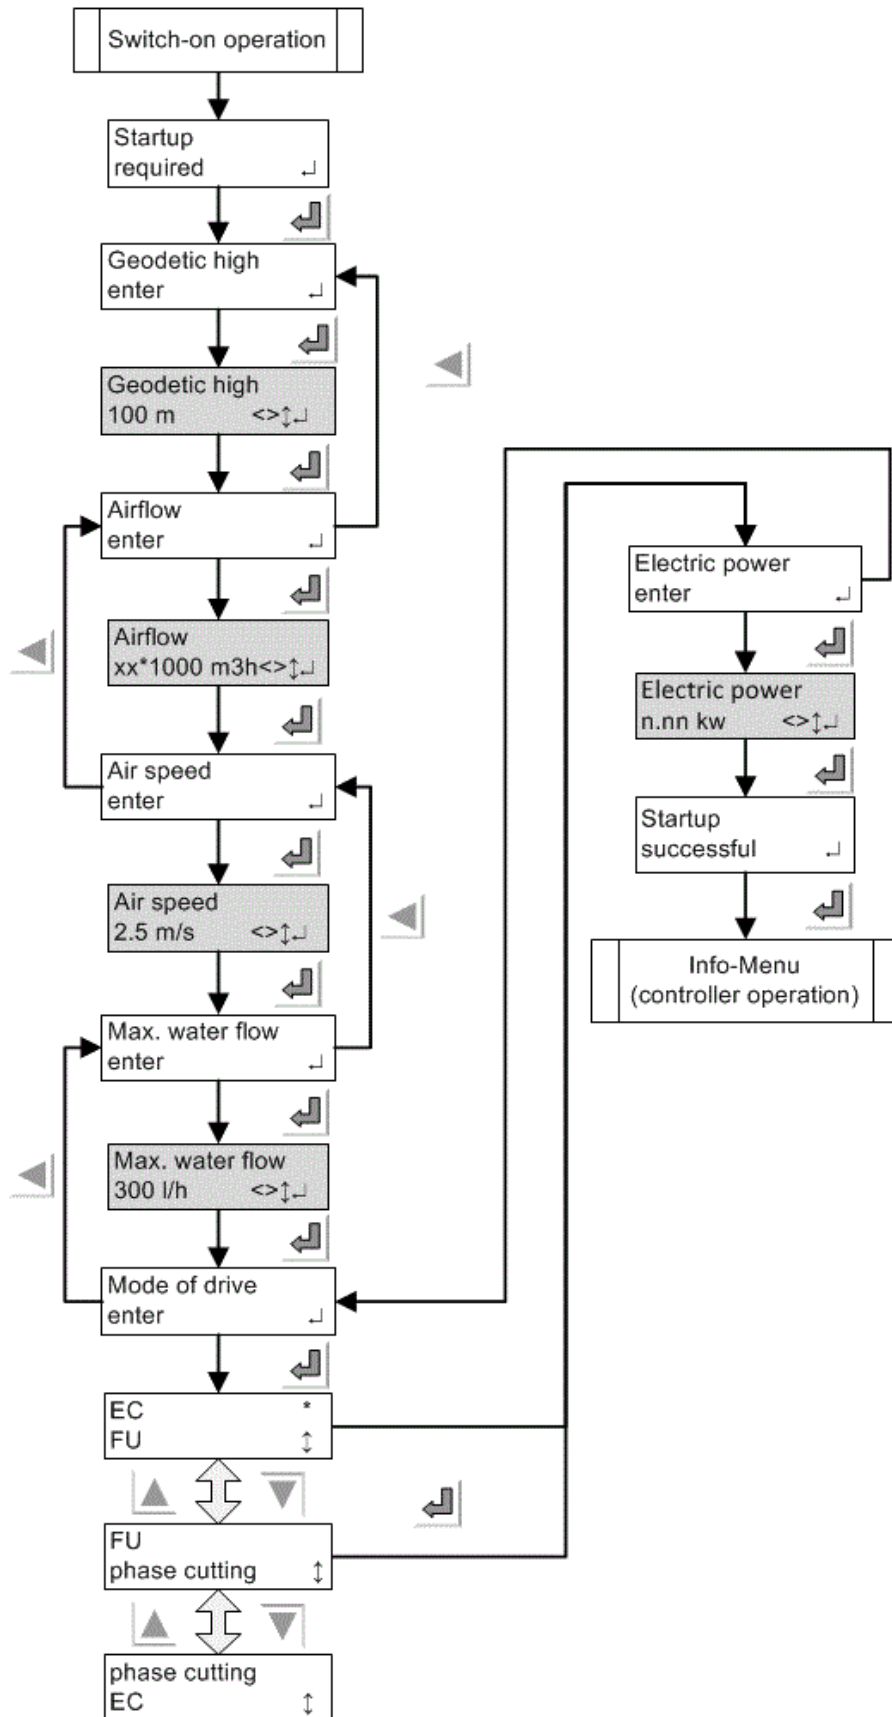 Switch-on operation
Startup
required ↵
Geodetic high
enter ↵
Geodetic high
100 m <>↕↵
Airflow
enter ↵
Airflow
xx*1000 m3h<>↕↵
Air speed
enter ↵
Air speed
2.5 m/s <>↕↵
Max. water flow
enter ↵
Max. water flow
300 l/h <>↕↵
Mode of drive
enter ↵
EC *
FU ↕
FU
phase cutting ↕
phase cutting
EC ↕
Electric power
enter ↵
Electric power
n.nn kw <>↕↵
Startup
successful ↵
Info-Menu
(controller operation)